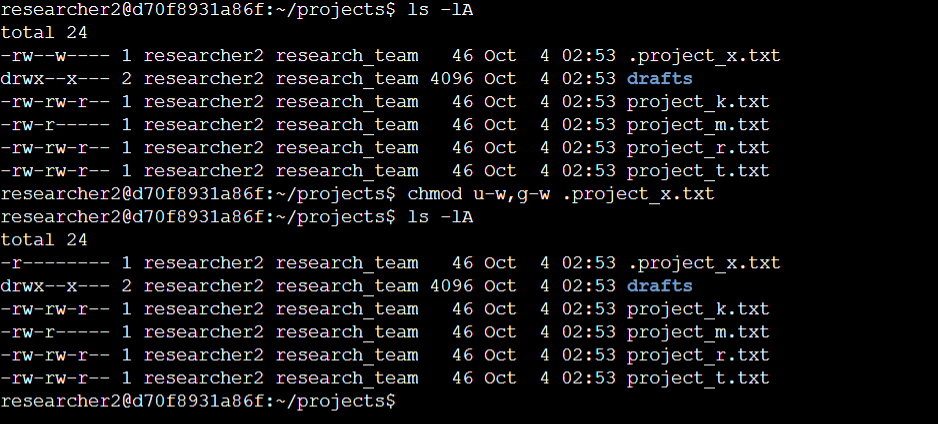 researcher2@d70f8931a86f:~/projects$ ls -lA
total 24
-rw--w---- 1 researcher2 research_team   46 Oct  4 02:53 .project_x.txt
drwx--x--- 2 researcher2 research_team 4096 Oct  4 02:53 drafts
-rw-rw-r-- 1 researcher2 research_team   46 Oct  4 02:53 project_k.txt
-rw-r----- 1 researcher2 research_team   46 Oct  4 02:53 project_m.txt
-rw-rw-r-- 1 researcher2 research_team   46 Oct  4 02:53 project_r.txt
-rw-rw-r-- 1 researcher2 research_team   46 Oct  4 02:53 project_t.txt
researcher2@d70f8931a86f:~/projects$ chmod u-w,g-w .project_x.txt
researcher2@d70f8931a86f:~/projects$ ls -lA
total 24
-r-------- 1 researcher2 research_team   46 Oct  4 02:53 .project_x.txt
drwx--x--- 2 researcher2 research_team 4096 Oct  4 02:53 drafts
-rw-rw-r-- 1 researcher2 research_team   46 Oct  4 02:53 project_k.txt
-rw-r----- 1 researcher2 research_team   46 Oct  4 02:53 project_m.txt
-rw-rw-r-- 1 researcher2 research_team   46 Oct  4 02:53 project_r.txt
-rw-rw-r-- 1 researcher2 research_team   46 Oct  4 02:53 project_t.txt
researcher2@d70f8931a86f:~/projects$